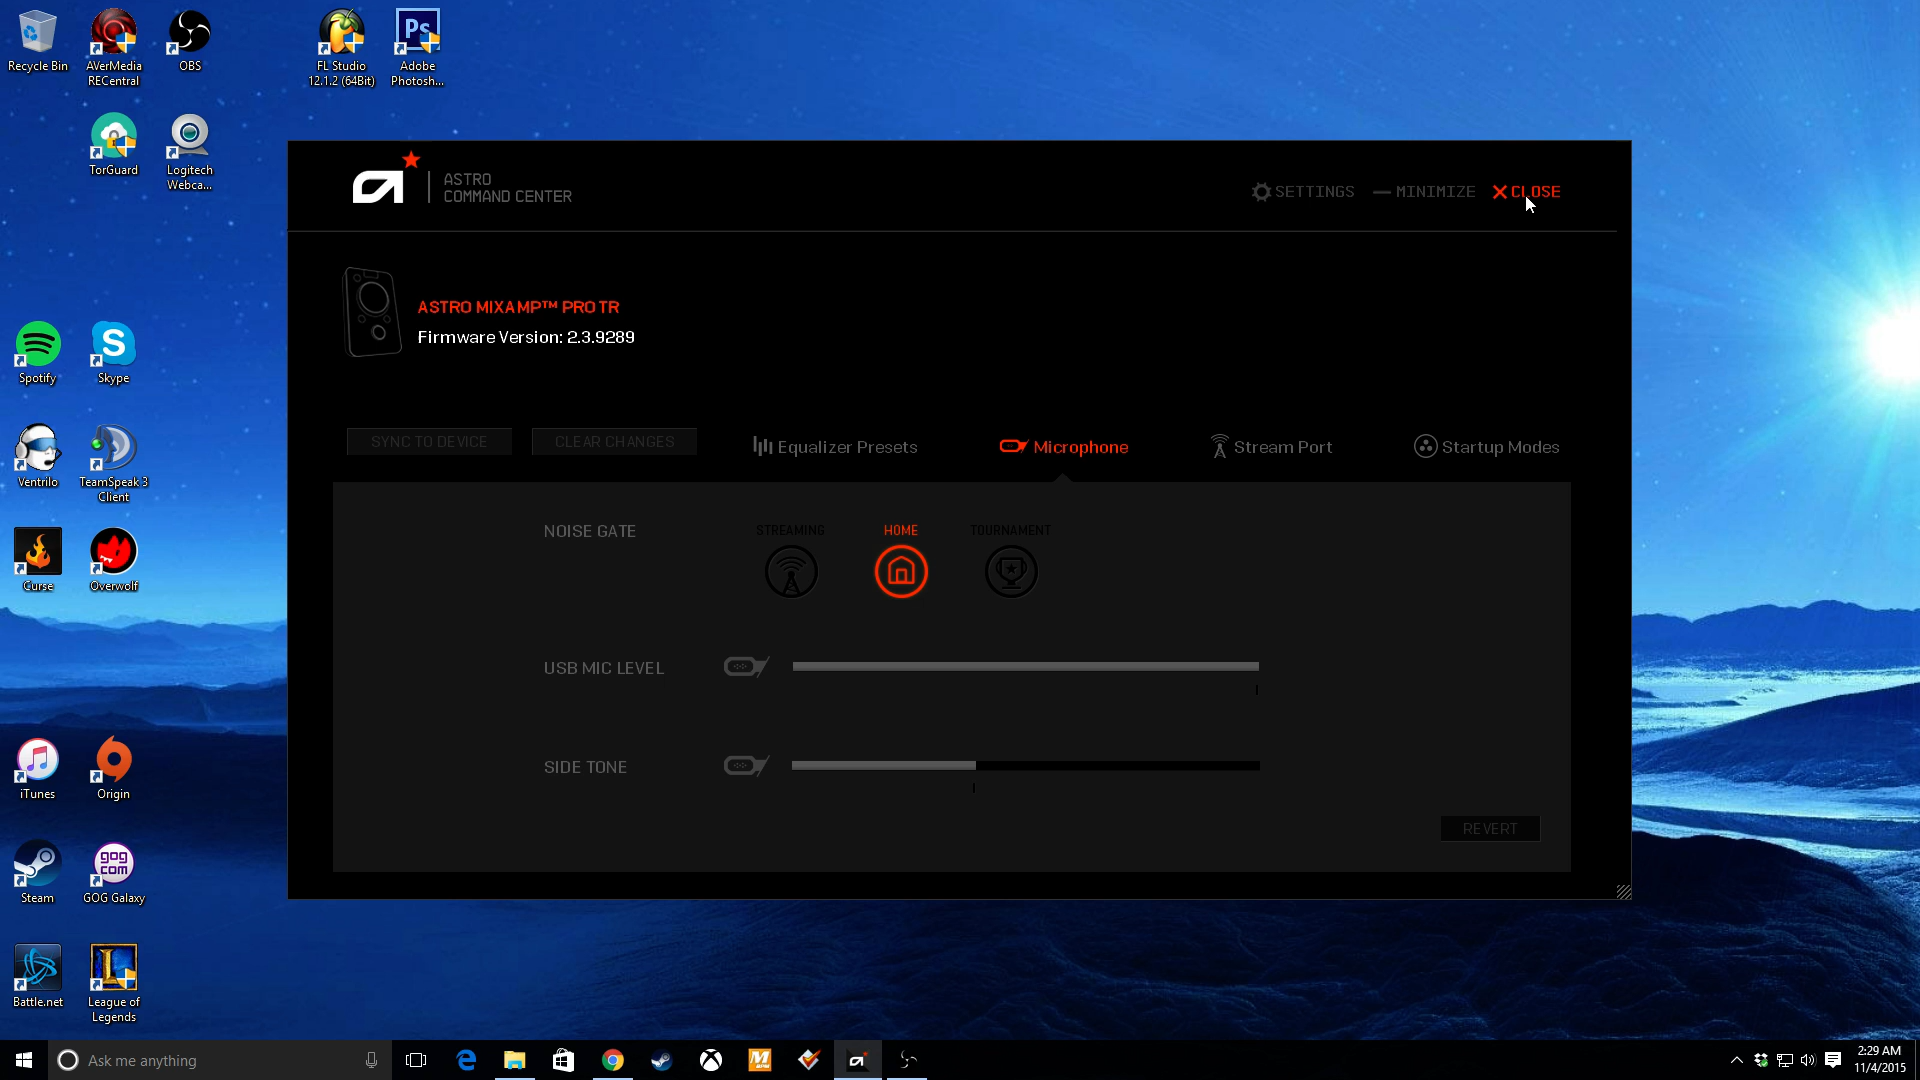 Recycle Bin
AVerMedia
RECentral
OBS
FL Studio
12.1.2 (64Bit)
Ps
Adobe
Photosh...
TorGuard
Logitech
Webca...
Spotify
S
Skype
Ventrilo
TeamSpeak 3
Client
Curse
Overwolf
iTunes
Origin
Steam
gog
com
GOG Galaxy
Battle.net
L
League of
Legends
ASTRO
COMMAND CENTER
SETTINGS
MINIMIZE
CLOSE
ASTRO MIXAMP™ PRO TR
Firmware Version: 2.3.9289
SYNC TO DEVICE
CLEAR CHANGES
Equalizer Presets
Microphone
Stream Port
Startup Modes
NOISE GATE
STREAMING
HOME
TOURNAMENT
USB MIC LEVEL
SIDE TONE
REVERT
Ask me anything
2:29 AM
11/4/2015